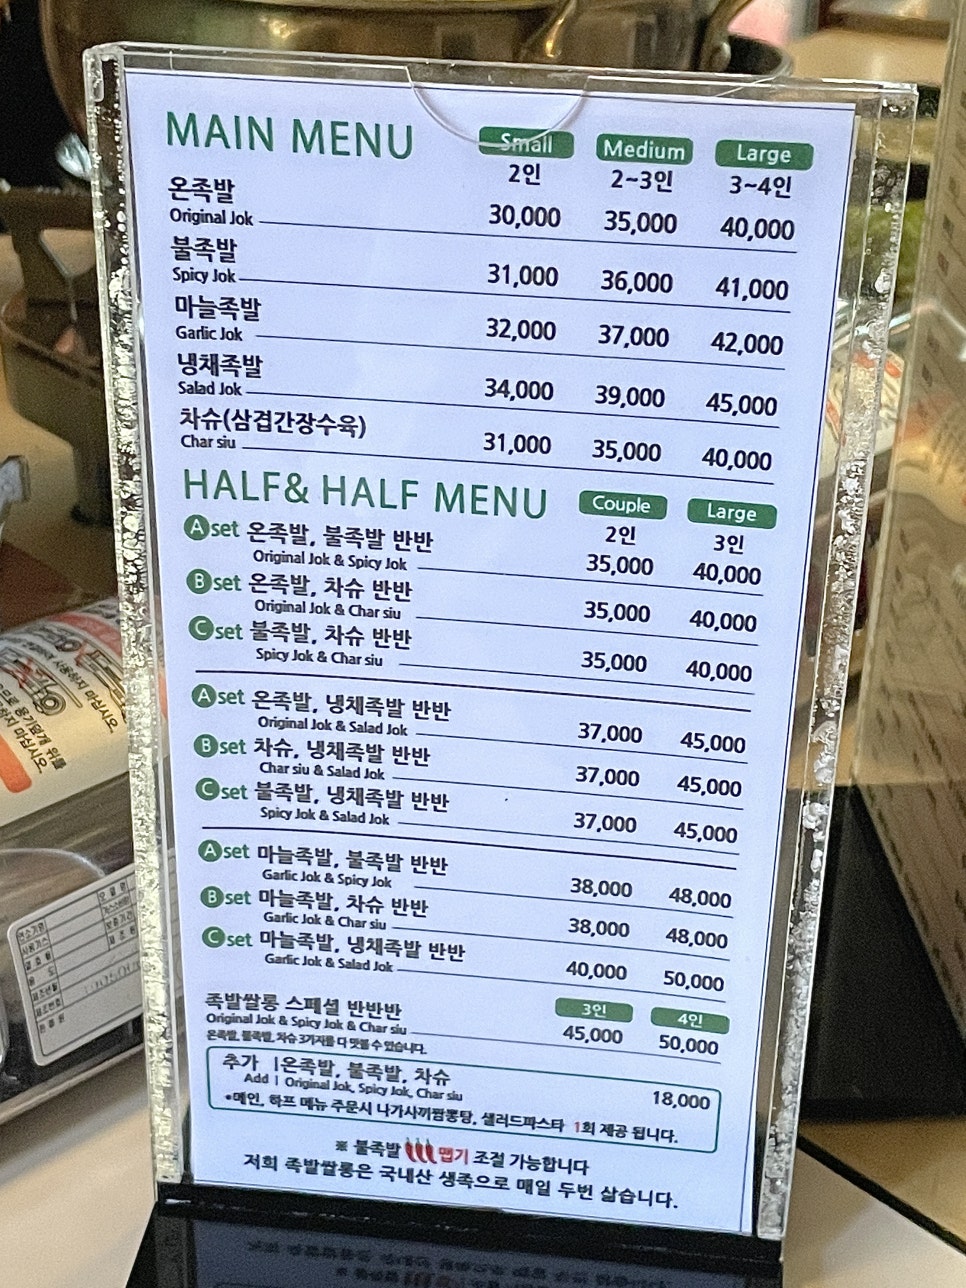 MAIN MENU Small Medium Large
2인 2~3인 3~4인
온족발
Original Jok 30,000 35,000 40,000
불족발
Spicy Jok 31,000 36,000 41,000
마늘족발
Garlic Jok 32,000 37,000 42,000
냉채족발
Salad Jok 34,000 39,000 45,000
차슈(삼겹간장수육)
Char siu 31,000 35,000 40,000
HALF& HALF MENU Couple Large
2인 3인
A set 온족발, 불족발 반반
Original Jok & Spicy Jok 35,000 40,000
B set 온족발, 차슈 반반
Original Jok & Char siu 35,000 40,000
C set 불족발, 차슈 반반
Spicy Jok & Char siu 35,000 40,000
A set 온족발, 냉채족발 반반
Original Jok & Salad Jok 37,000 45,000
B set 차슈, 냉채족발 반반
Char siu & Salad Jok 37,000 45,000
C set 불족발, 냉채족발 반반
Spicy Jok & Salad Jok 37,000 45,000
A set 마늘족발, 불족발 반반
Garlic Jok & Spicy Jok 38,000 48,000
B set 마늘족발, 차슈 반반
Garlic Jok & Char siu 38,000 48,000
C set 마늘족발, 냉채족발 반반
Garlic Jok & Salad Jok 40,000 50,000
족발쌀롱 스페셜 반반반 3인 4인
Original Jok & Spicy Jok & Char siu 45,000 50,000
온족발, 불족발, 차슈 3가지를 다 맛볼 수 있습니다.
추가 | 온족발, 불족발, 차슈
Add | Original Jok, Spicy Jok, Char siu 18,000
•메인, 하프 메뉴 주문시 나가사끼짬뽕탕, 샐러드파스타 1회 제공 됩니다.
※ 불족발 맵기 조절 가능합니다
저희 족발쌀롱은 국내산 생족으로 매일 두번 삶습니다.